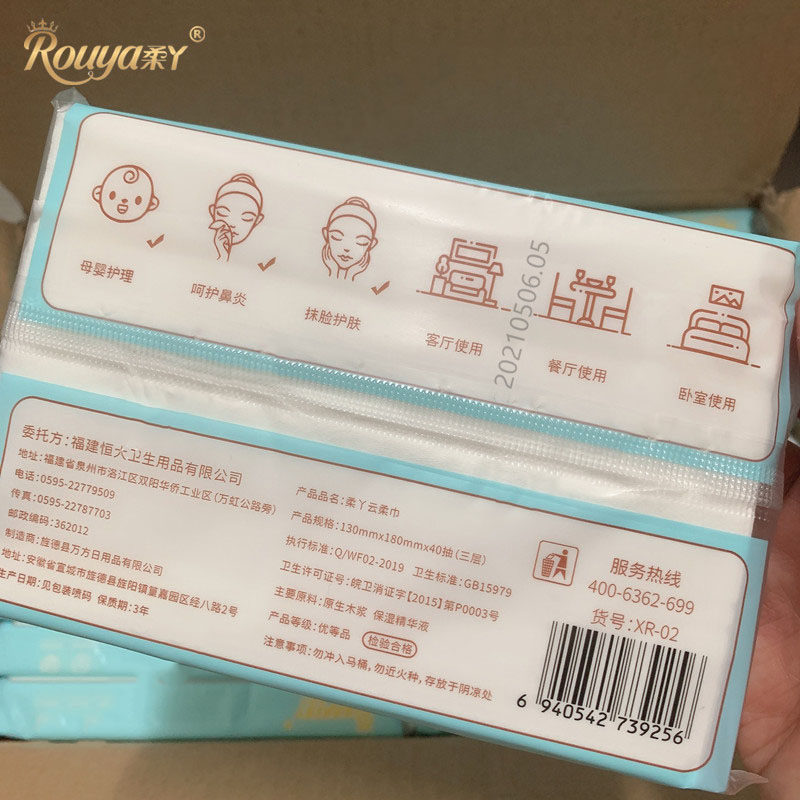 Rouya柔丫®
母婴护理
呵护鼻炎
抹脸护肤
客厅使用
餐厅使用
卧室使用
20210506.05
委托方:福建恒火卫生用品有限公司
地址:福建省泉州市洛江区双阳华侨工业区(万虹公路旁)
电话:0595-22779509
传真:0595-22787703
邮政编码:362012
制造商:旌德县万方日用品有限公司
地址:安徽省宣城市旌德县旌阳镇篁嘉园区经八路2号
生产日期:见包装喷码 保质期:3年
产品品名:柔丫云柔巾
产品规格:130mmx180mmx40抽(三层)
执行标准:Q/WF02-2019 卫生标准:GB15979
卫生许可证号:皖卫消证字【2015】第P0003号
主要原料:原生木浆 保湿精华液
产品等级:优等品 检验合格
注意事项:勿冲入马桶,勿近火种,存放于阴凉处
服务热线
400-6362-699
货号:XR-02
6 940542 739256